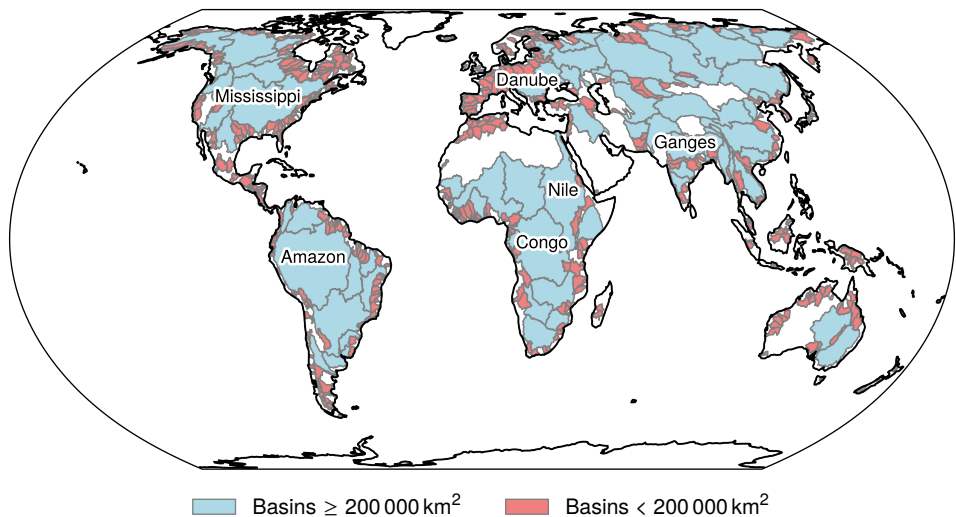 Danube
Mississippi
Ganges
Nile
Congo
Amazon
Basins ≥ 200 000 km²
Basins < 200 000 km²